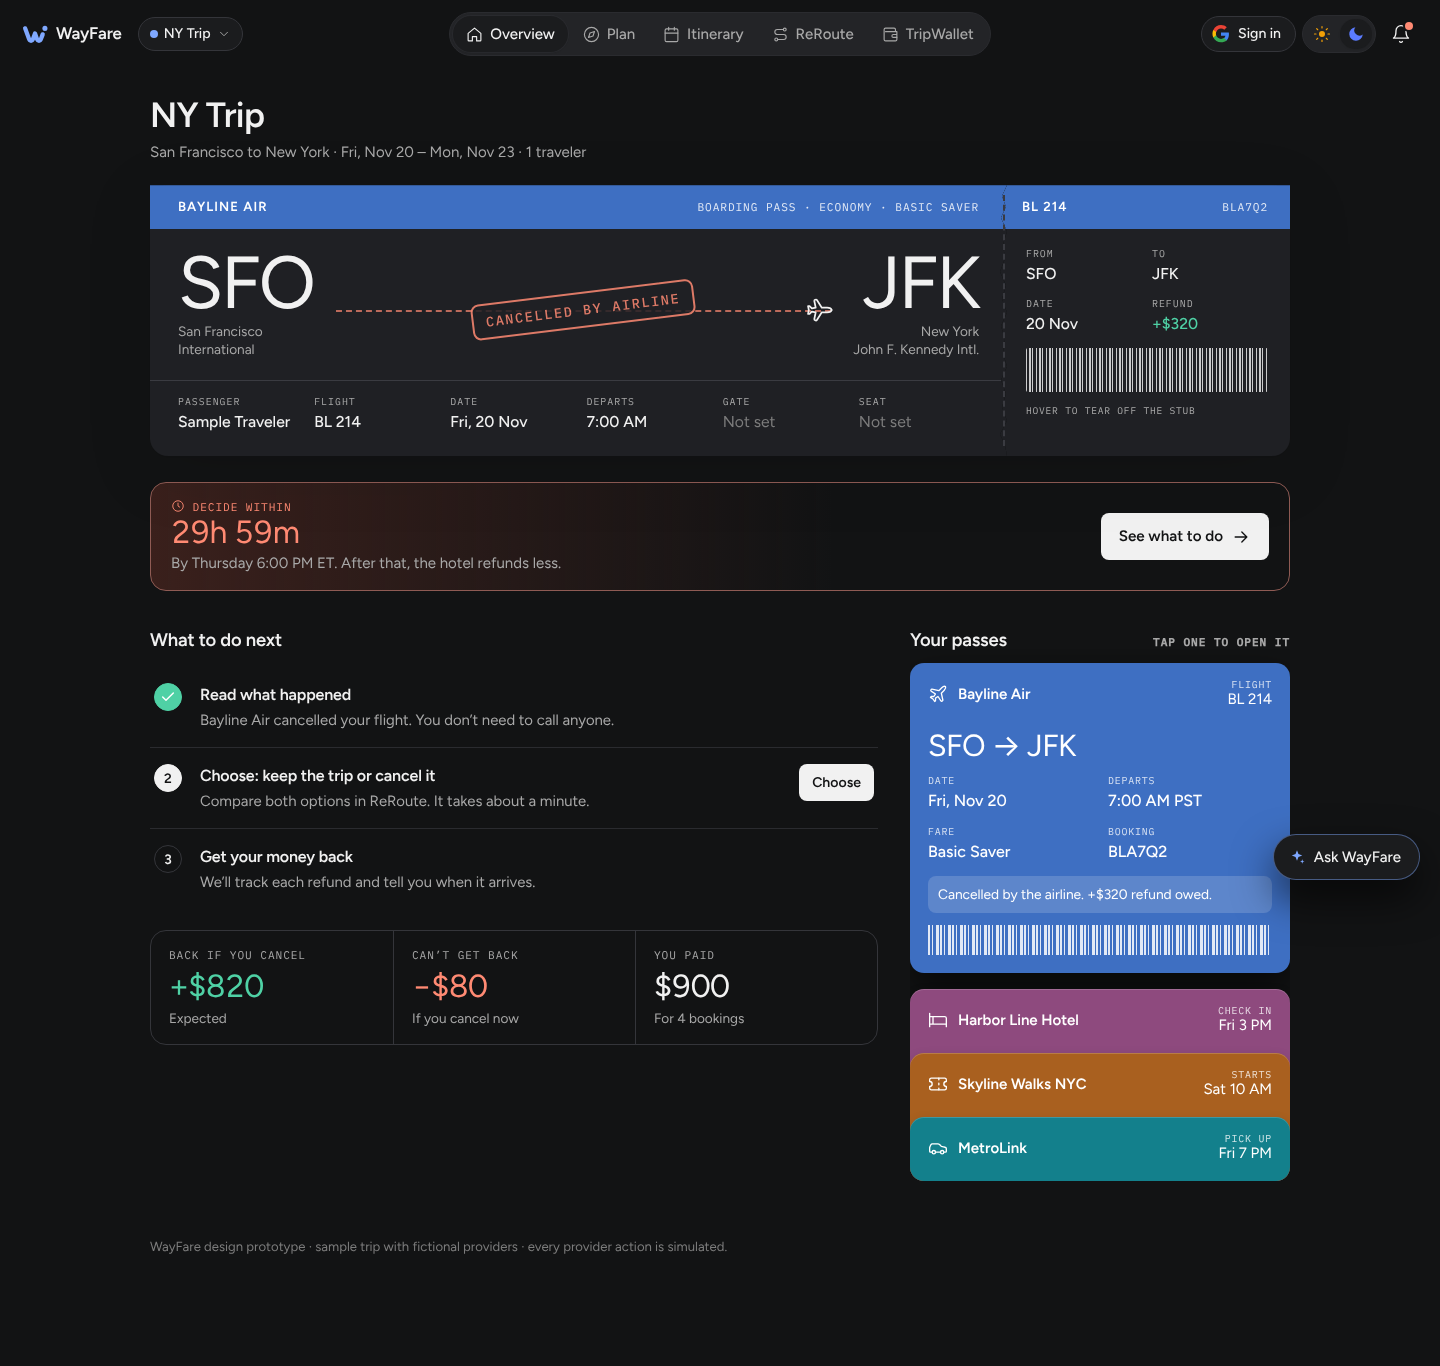 WayFare
NY Trip
Overview
Plan
Itinerary
ReRoute
TripWallet
Sign in
NY Trip
San Francisco to New York · Fri, Nov 20 – Mon, Nov 23 · 1 traveler
BAYLINE AIR
BOARDING PASS · ECONOMY · BASIC SAVER
BL 214
BLA7Q2
SFO
San Francisco
International
CANCELLED BY AIRLINE
JFK
New York
John F. Kennedy Intl.
FROM
SFO
TO
JFK
DATE
20 Nov
REFUND
+$320
HOVER TO TEAR OFF THE STUB
PASSENGER
Sample Traveler
FLIGHT
BL 214
DATE
Fri, 20 Nov
DEPARTS
7:00 AM
GATE
Not set
SEAT
Not set
DECIDE WITHIN
29h 59m
By Thursday 6:00 PM ET. After that, the hotel refunds less.
See what to do
What to do next
Read what happened
Bayline Air cancelled your flight. You don’t need to call anyone.
2
Choose: keep the trip or cancel it
Compare both options in ReRoute. It takes about a minute.
Choose
3
Get your money back
We’ll track each refund and tell you when it arrives.
BACK IF YOU CANCEL
+$820
Expected
CAN’T GET BACK
−$80
If you cancel now
YOU PAID
$900
For 4 bookings
Your passes
TAP ONE TO OPEN IT
Bayline Air
FLIGHT
BL 214
SFO → JFK
DATE
Fri, Nov 20
DEPARTS
7:00 AM PST
FARE
Basic Saver
BOOKING
BLA7Q2
Cancelled by the airline. +$320 refund owed.
Ask WayFare
Harbor Line Hotel
CHECK IN
Fri 3 PM
Skyline Walks NYC
STARTS
Sat 10 AM
MetroLink
PICK UP
Fri 7 PM
WayFare design prototype · sample trip with fictional providers · every provider action is simulated.